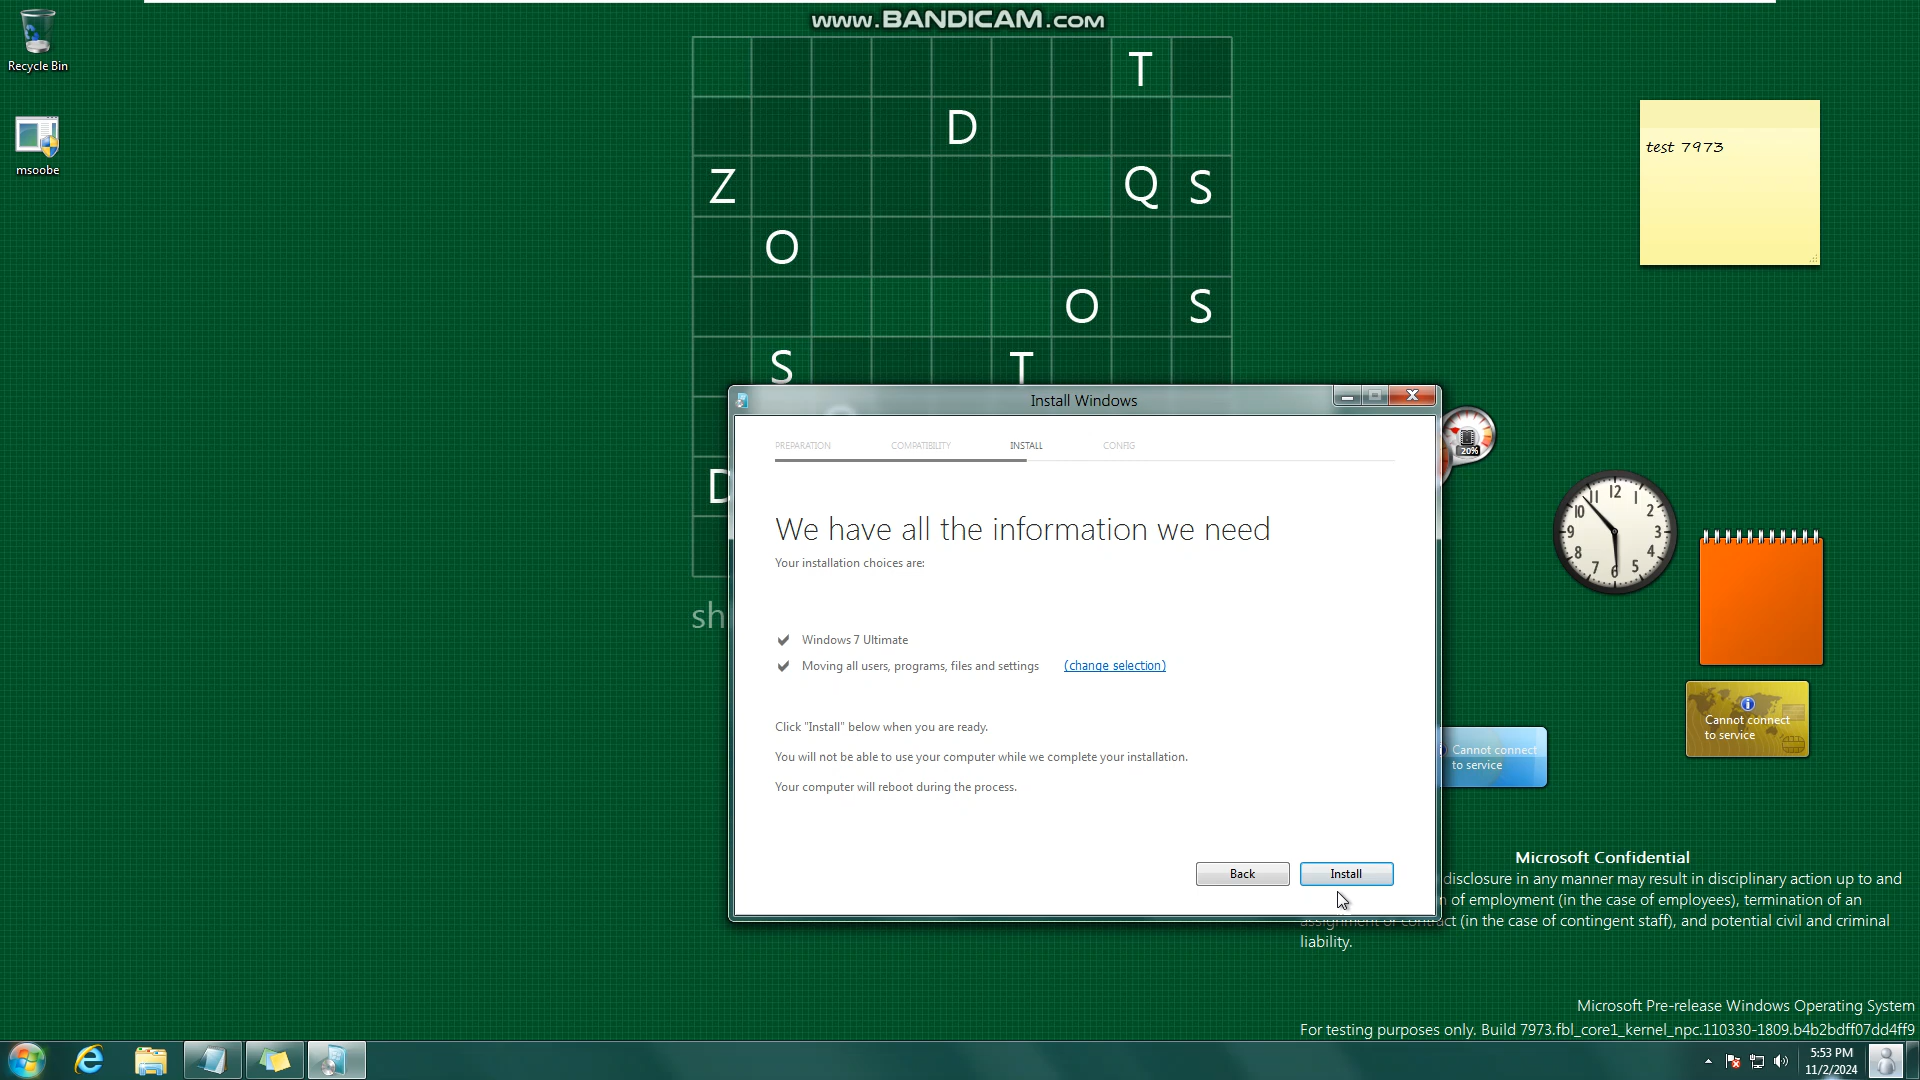 www.BANDICAM.com
Recycle Bin
msoobe
T
D
Z Q S
O
O S
S T
D
sh
test 7973
Install Windows
PREPARATION COMPATIBILITY INSTALL CONFIG
We have all the information we need
Your installation choices are:
Windows 7 Ultimate
Moving all users, programs, files and settings (change selection)
Click "Install" below when you are ready.
You will not be able to use your computer while we complete your installation.
Your computer will reboot during the process.
Back Install
20%
12 1 2 3 4 5 6 7 8 9 10 11
Cannot connect
to service
Cannot connect
to service
Microsoft Confidential
disclosure in any manner may result in disciplinary action up to and
of employment (in the case of employees), termination of an
assignment or contract (in the case of contingent staff), and potential civil and criminal
liability.
Microsoft Pre-release Windows Operating System
For testing purposes only. Build 7973.fbl_core1_kernel_npc.110330-1809.b4b2bdff07dd4ff9
5:53 PM
11/2/2024